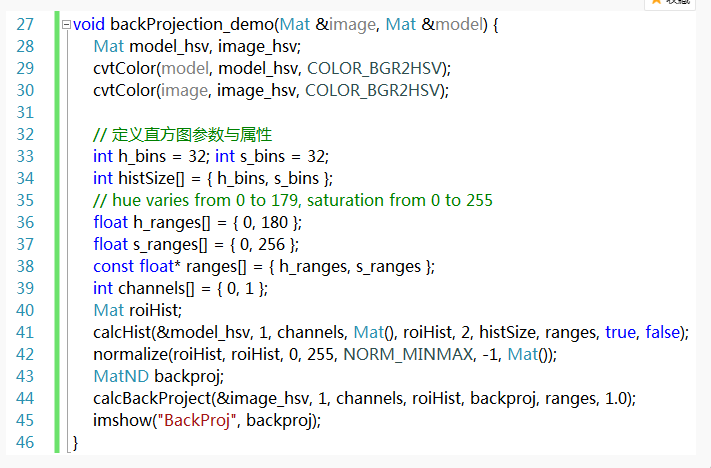 收藏
27 void backProjection_demo(Mat &image, Mat &model) {
28 Mat model_hsv, image_hsv;
29 cvtColor(model, model_hsv, COLOR_BGR2HSV);
30 cvtColor(image, image_hsv, COLOR_BGR2HSV);
31
32 // 定义直方图参数与属性
33 int h_bins = 32; int s_bins = 32;
34 int histSize[] = { h_bins, s_bins };
35 // hue varies from 0 to 179, saturation from 0 to 255
36 float h_ranges[] = { 0, 180 };
37 float s_ranges[] = { 0, 256 };
38 const float* ranges[] = { h_ranges, s_ranges };
39 int channels[] = { 0, 1 };
40 Mat roiHist;
41 calcHist(&model_hsv, 1, channels, Mat(), roiHist, 2, histSize, ranges, true, false);
42 normalize(roiHist, roiHist, 0, 255, NORM_MINMAX, -1, Mat());
43 MatND backproj;
44 calcBackProject(&image_hsv, 1, channels, roiHist, backproj, ranges, 1.0);
45 imshow("BackProj", backproj);
46 }